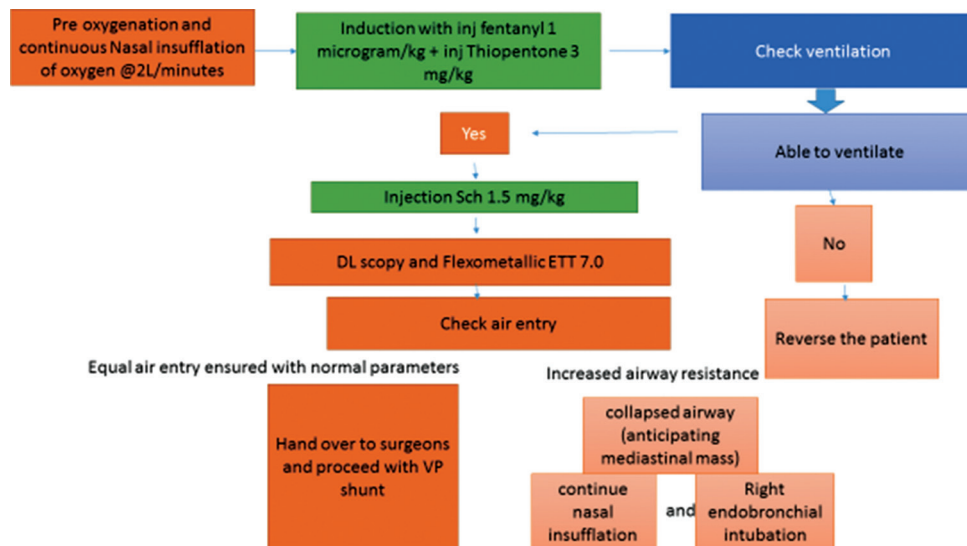 Pre oxygenation and
continuous Nasal insufflation
of oxygen @2L/minutes
Induction with inj fentanyl 1
microgram/kg + inj Thiopentone 3
mg/kg
Check ventilation
Yes
Able to ventilate
Injection Sch 1.5 mg/kg
No
DL scopy and Flexometallic ETT 7.0
Check air entry
Reverse the patient
Equal air entry ensured with normal parameters
Increased airway resistance
Hand over to surgeons
and proceed with VP
shunt
collapsed airway
(anticipating
mediastinal mass)
continue
nasal
insufflation
and
Right
endobronchial
intubation